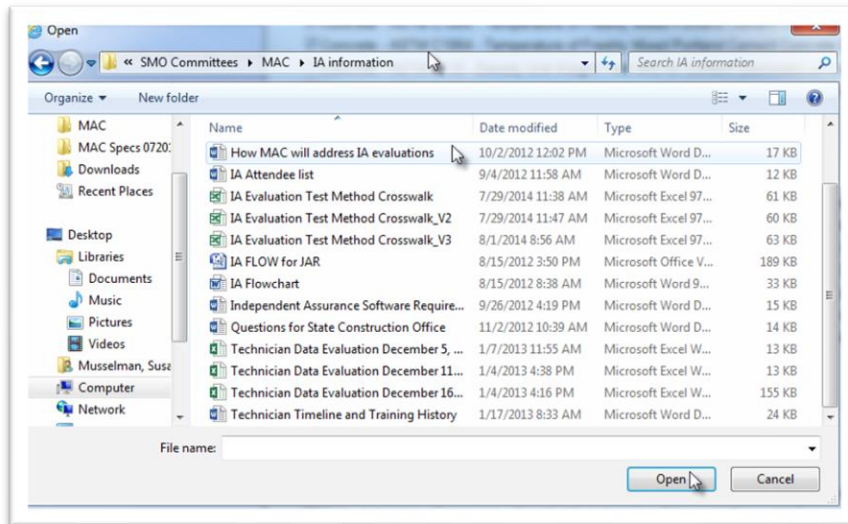 Open
« SMO Committees ▸ MAC ▸ IA information
Search IA information
Organize ▾ New folder
MAC
MAC Specs 0720:
Downloads
Recent Places
Desktop
Libraries
Documents
Music
Pictures
Videos
Musselman, Susa
Computer
Network
Name Date modified Type Size
How MAC will address IA evaluations 10/2/2012 12:02 PM Microsoft Word D... 17 KB
IA Attendee list 9/4/2012 11:58 AM Microsoft Word D... 12 KB
IA Evaluation Test Method Crosswalk 7/29/2014 11:38 AM Microsoft Excel 97... 61 KB
IA Evaluation Test Method Crosswalk_V2 7/29/2014 11:47 AM Microsoft Excel 97... 60 KB
IA Evaluation Test Method Crosswalk_V3 8/1/2014 8:56 AM Microsoft Excel 97... 63 KB
IA FLOW for JAR 8/15/2012 3:50 PM Microsoft Office V... 189 KB
IA Flowchart 8/15/2012 8:38 AM Microsoft Word 9... 33 KB
Independent Assurance Software Require... 9/26/2012 4:19 PM Microsoft Word D... 15 KB
Questions for State Construction Office 11/2/2012 10:39 AM Microsoft Word D... 14 KB
Technician Data Evaluation December 5, ... 1/7/2013 11:55 AM Microsoft Excel W... 13 KB
Technician Data Evaluation December 11... 1/4/2013 4:38 PM Microsoft Excel W... 13 KB
Technician Data Evaluation December 16... 1/4/2013 4:16 PM Microsoft Excel W... 155 KB
Technician Timeline and Training History 1/17/2013 8:33 AM Microsoft Word D... 24 KB
File name:
Open Cancel